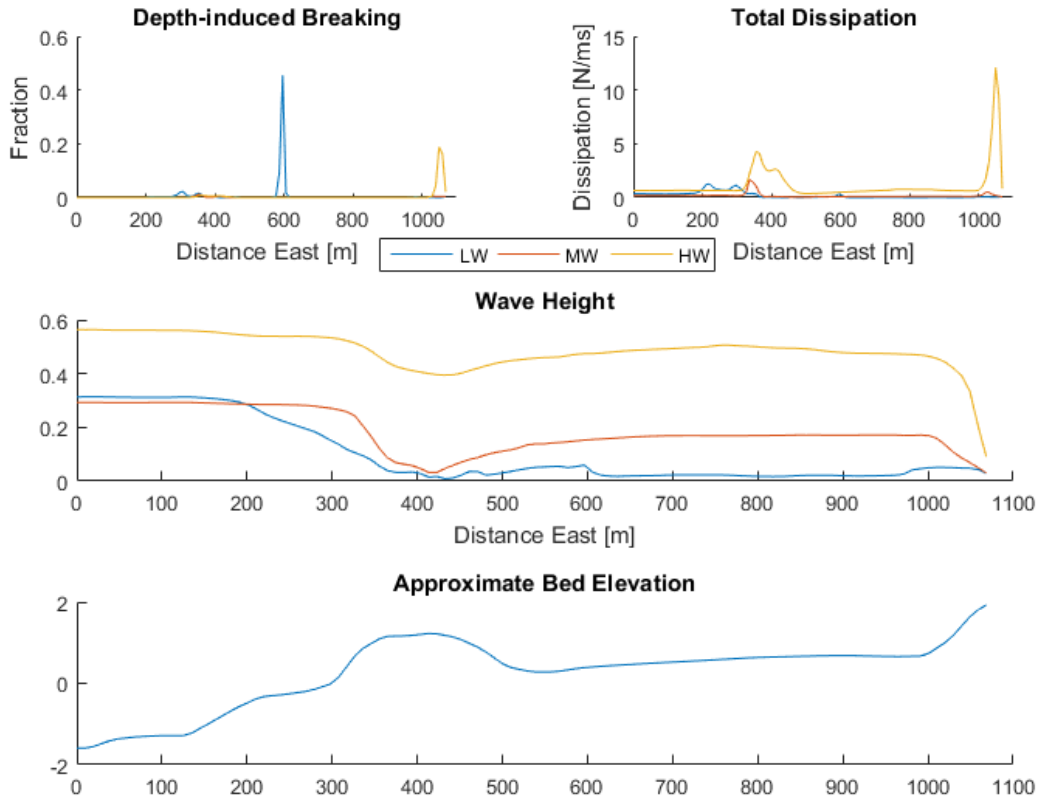 Depth-induced Breaking
0.6
0.4
0.2
0
Fraction
0 200 400 600 800 1000
Distance East [m]
Total Dissipation
15
10
5
0
Dissipation [N/ms]
0 200 400 600 800 1000
Distance East [m]
LW MW HW
Wave Height
0.6
0.4
0.2
0
0 100 200 300 400 500 600 700 800 900 1000 1100
Distance East [m]
Approximate Bed Elevation
2
0
-2
0 100 200 300 400 500 600 700 800 900 1000 1100